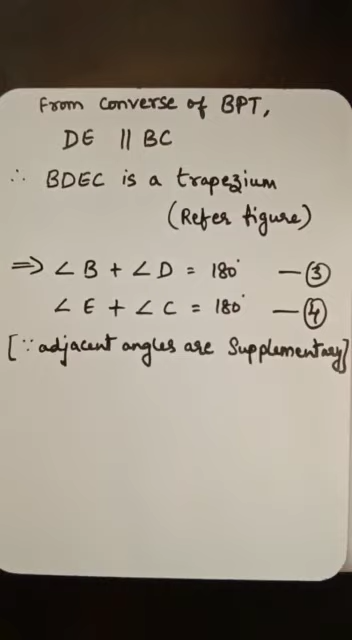 From converse of BPT,
DE || BC
∴ BDEC is a trapezium
(Refer figure)
⇒ ∠B + ∠D = 180° — ③
∠E + ∠C = 180° — ④
[∵ adjacent angles are Supplementary]